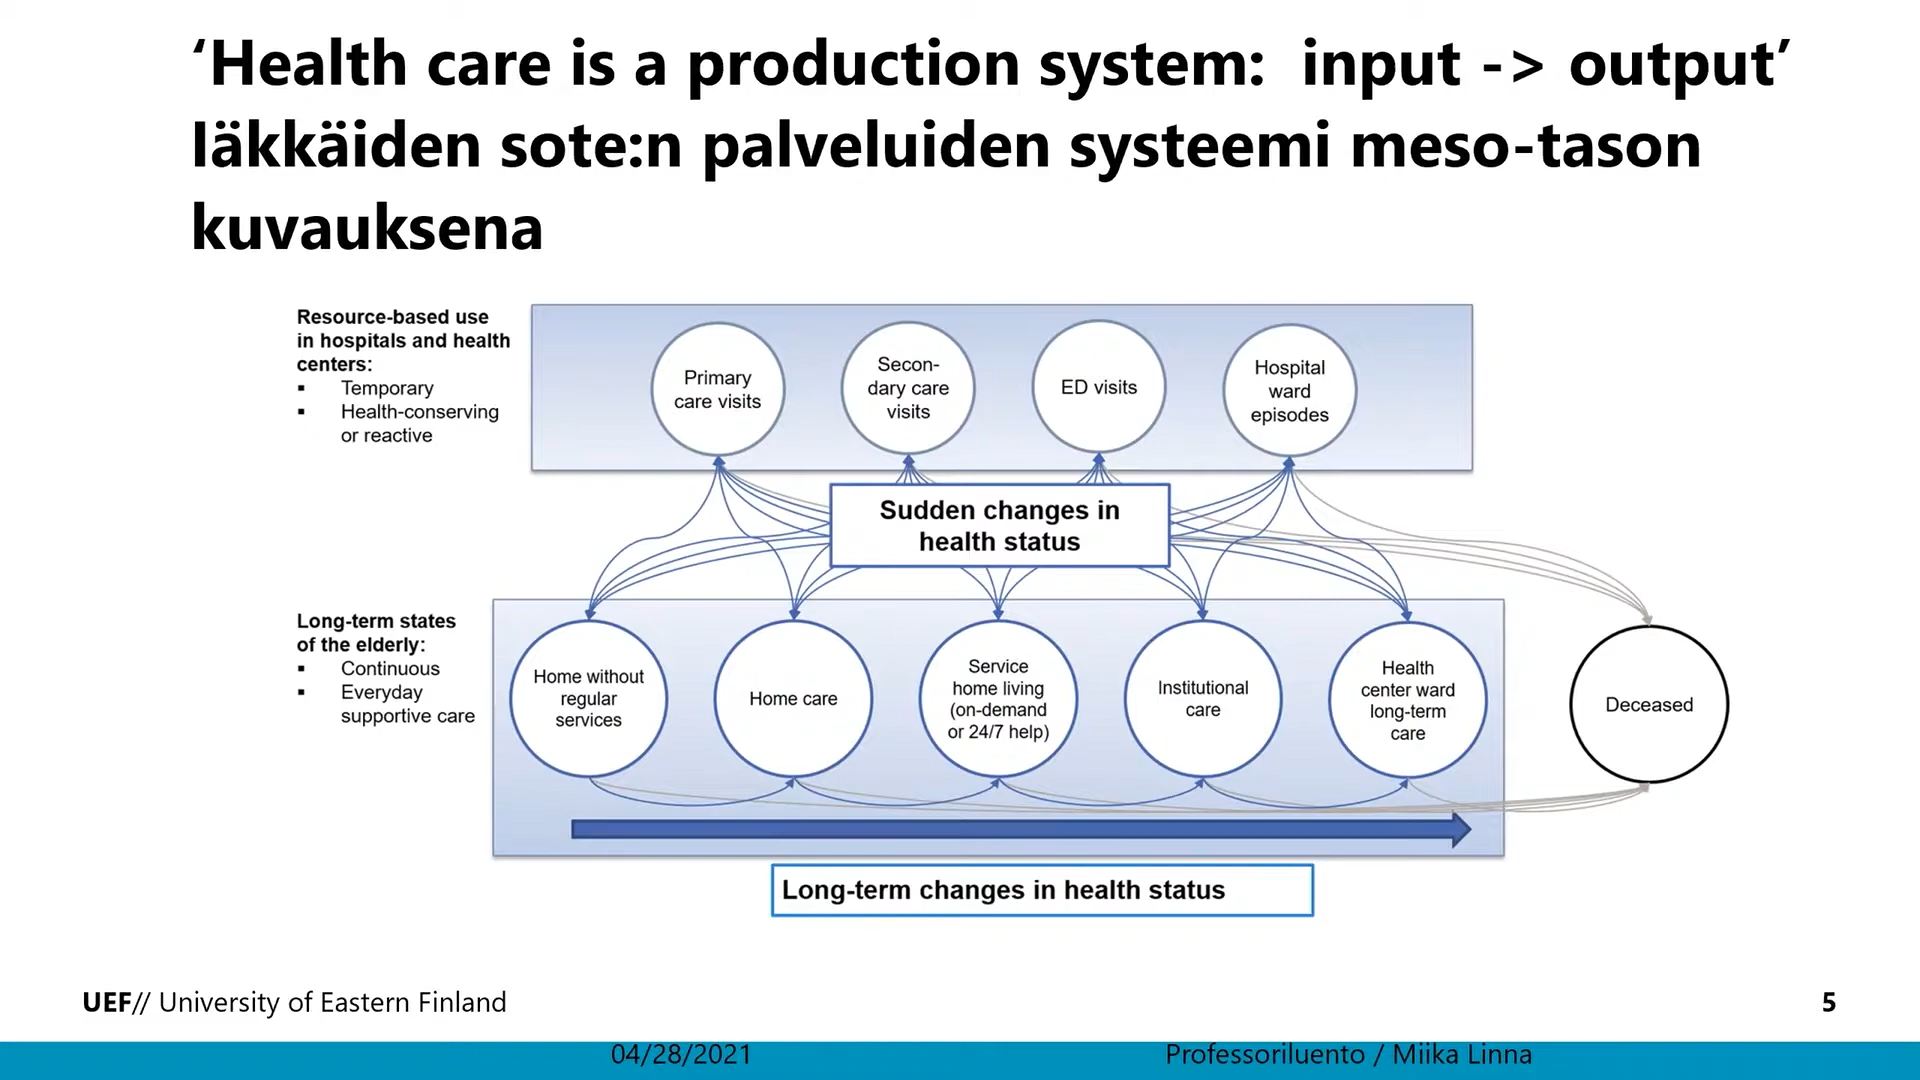 ‘Health care is a production system:  input -> output’
Iäkkäiden sote:n palveluiden systeemi meso-tason
kuvauksena
Resource-based use
in hospitals and health
centers:
▪ Temporary
▪ Health-conserving
or reactive
Primary
care visits
Secon-
dary care
visits
ED visits
Hospital
ward
episodes
Sudden changes in
health status
Long-term states
of the elderly:
▪ Continuous
▪ Everyday
supportive care
Home without
regular
services
Home care
Service
home living
(on-demand
or 24/7 help)
Institutional
care
Health
center ward
long-term
care
Deceased
Long-term changes in health status
UEF// University of Eastern Finland
5
04/28/2021
Professoriluento / Miika Linna